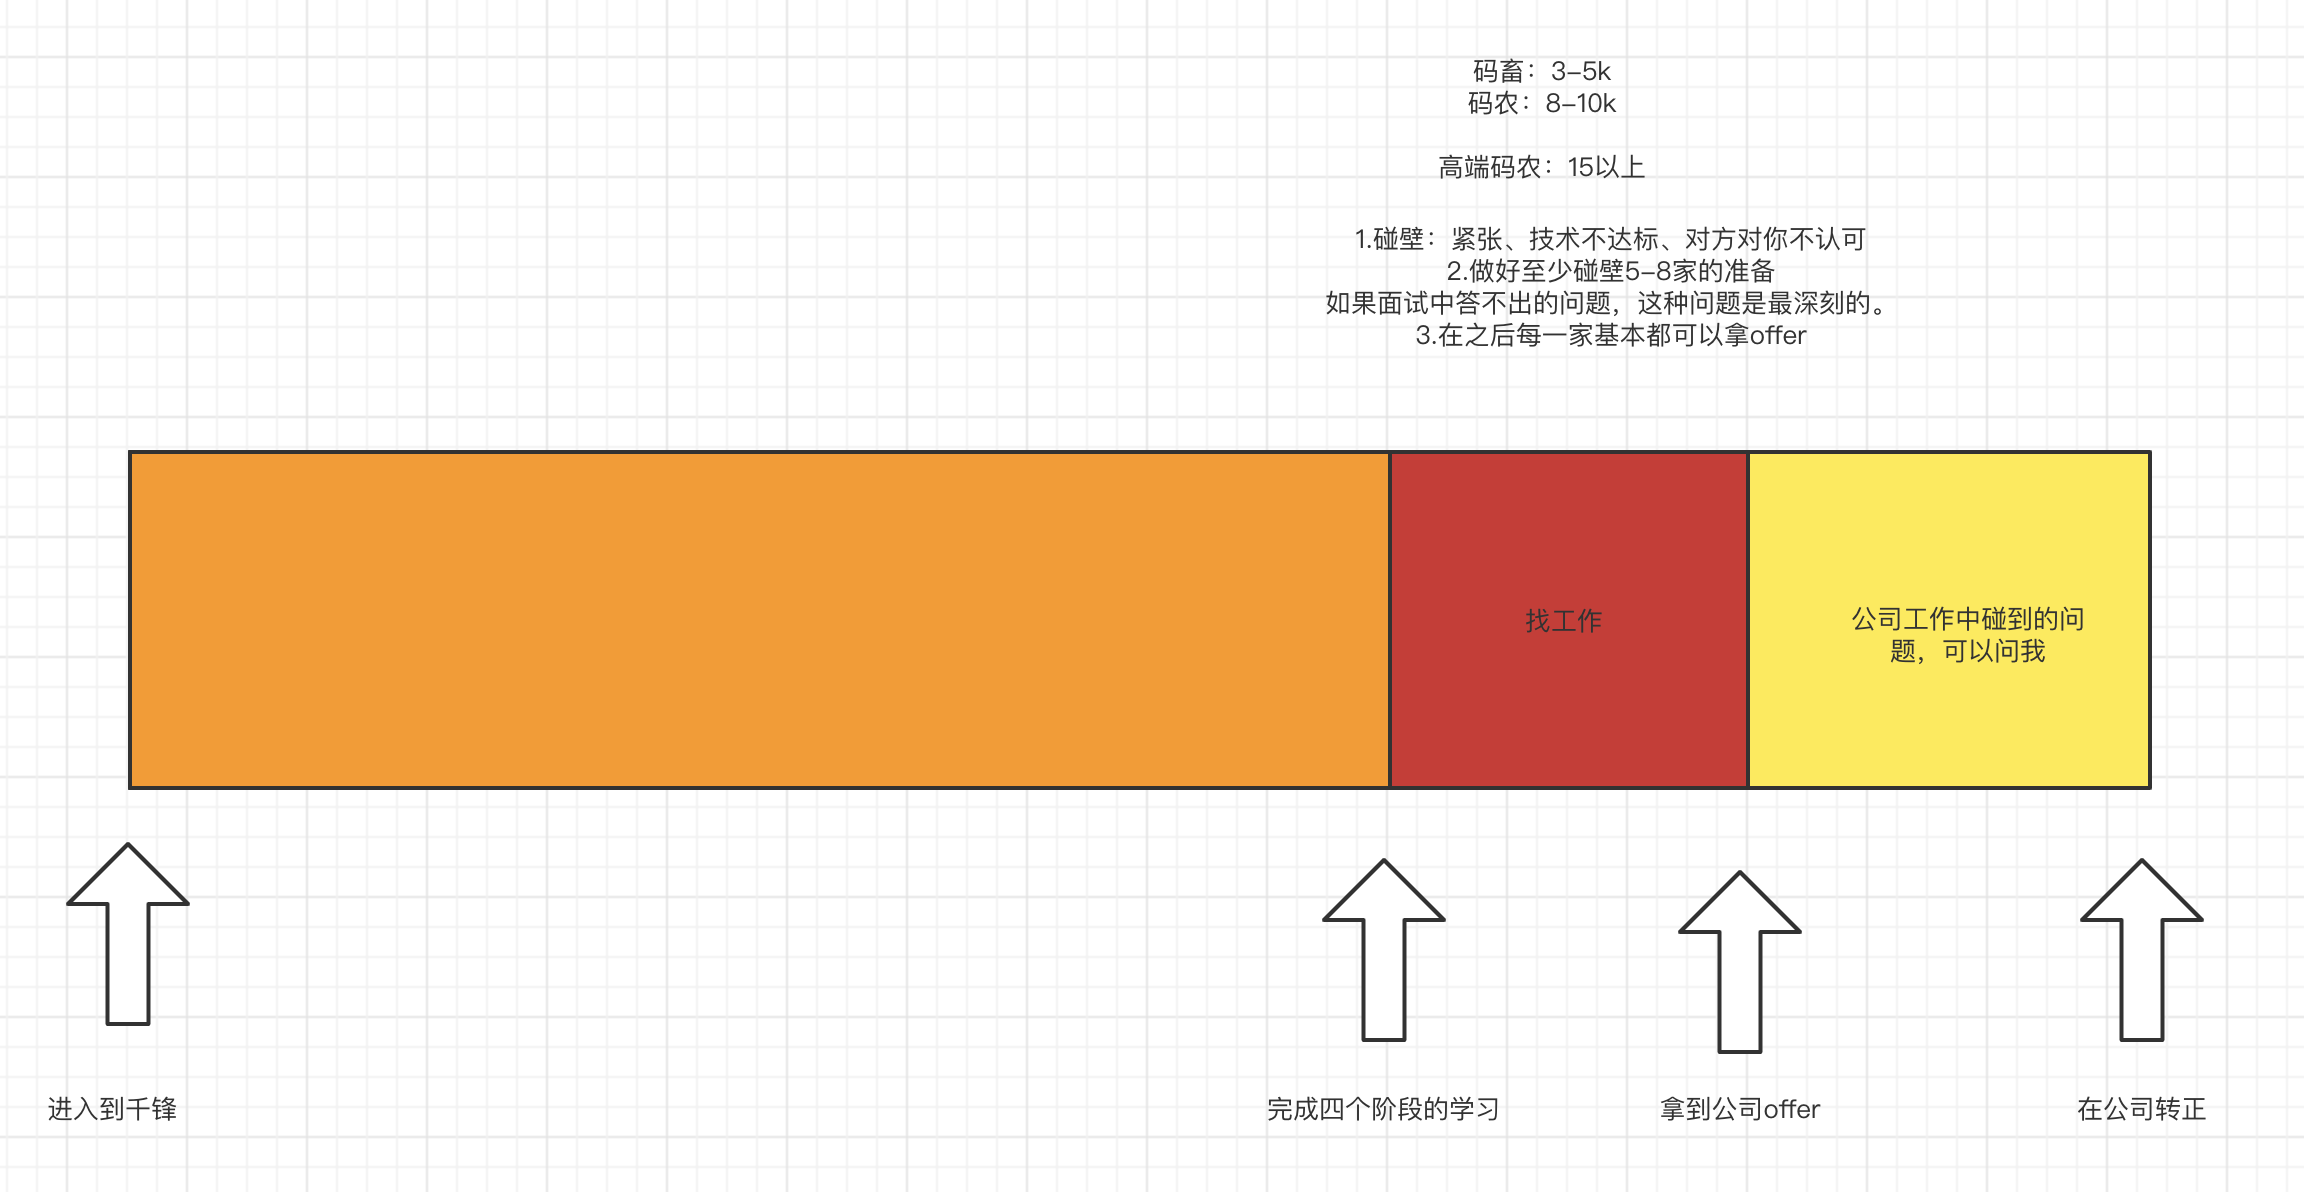 码畜：3–5k
码农：8–10k
高端码农：15以上
1.碰壁：紧张、技术不达标、对方对你不认可
2.做好至少碰壁5–8家的准备
如果面试中答不出的问题，这种问题是最深刻的。
3.在之后每一家基本都可以拿offer
找工作
公司工作中碰到的问
题，可以问我
进入到千锋
完成四个阶段的学习
拿到公司offer
在公司转正